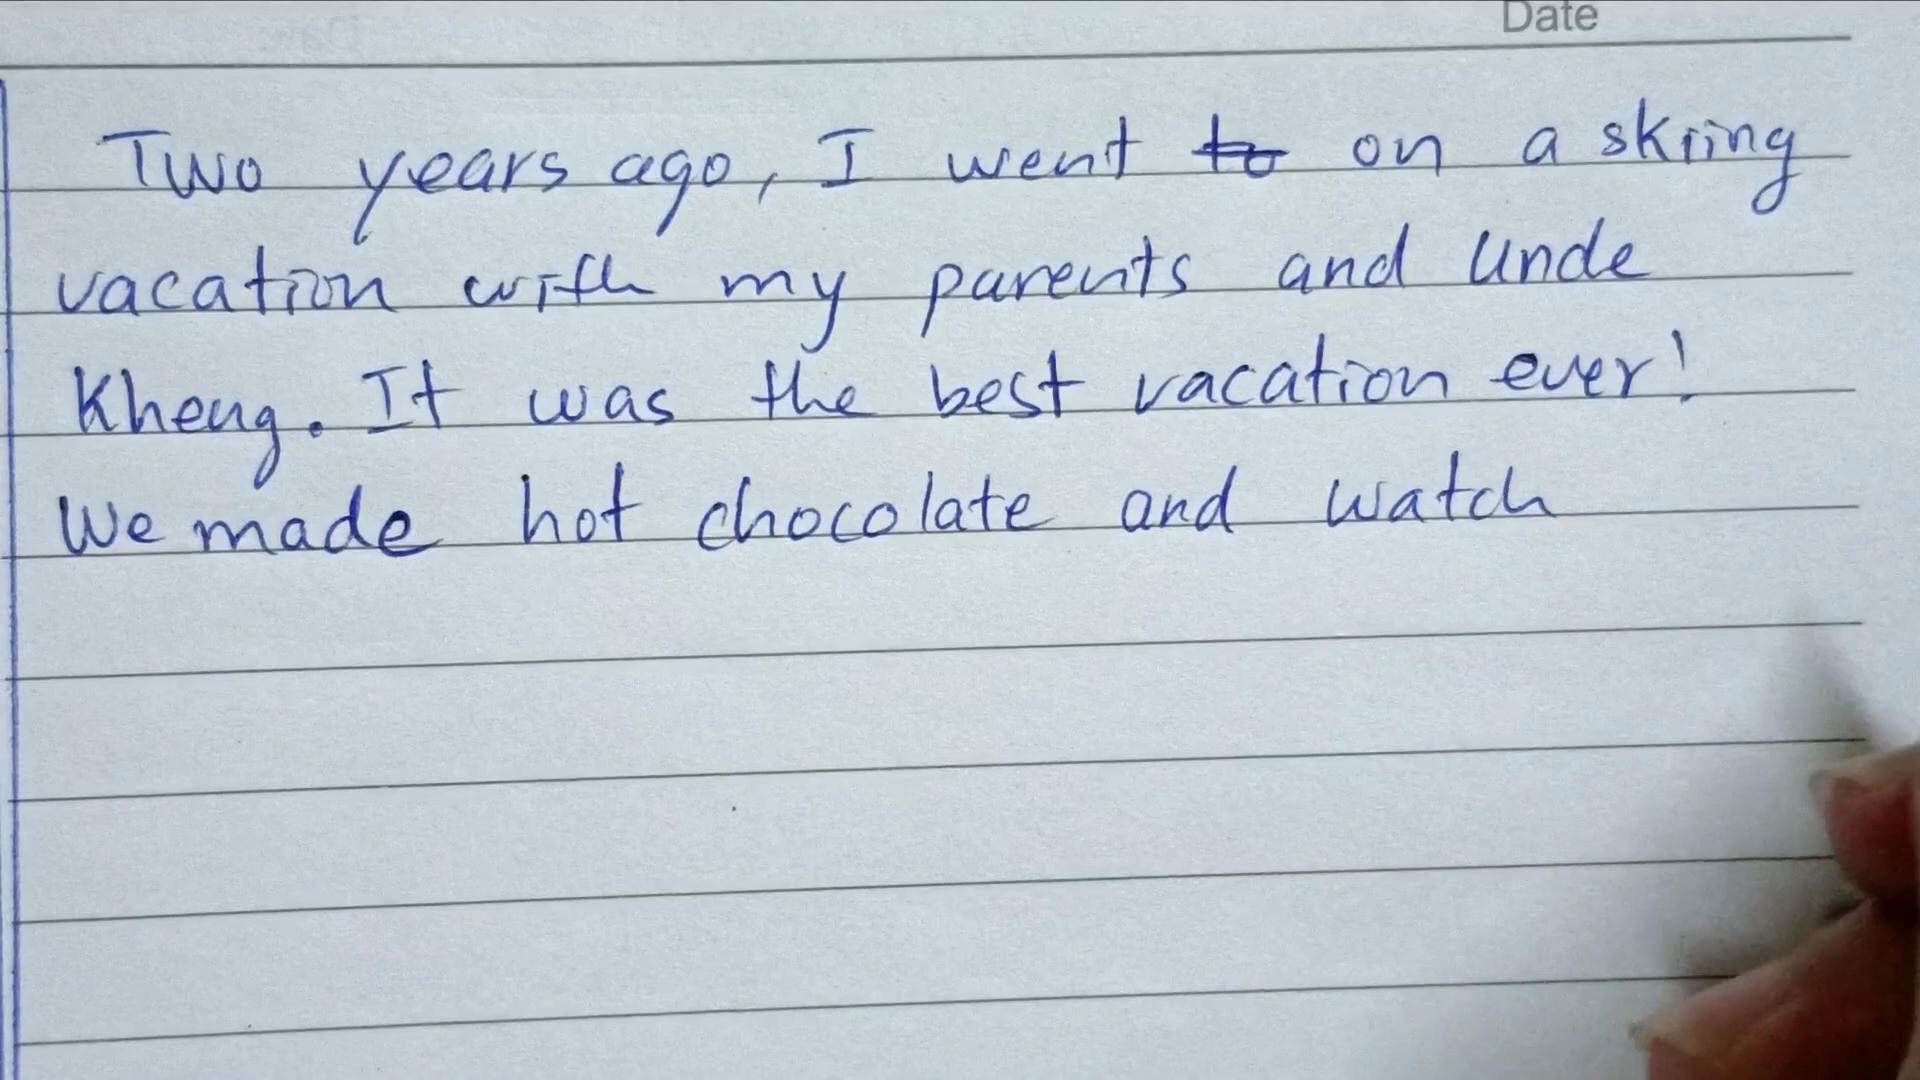 Date
Two years ago, I went to on a skiing
vacation with my parents and Uncle
Kheng. It was the best vacation ever!
We made hot chocolate and watch